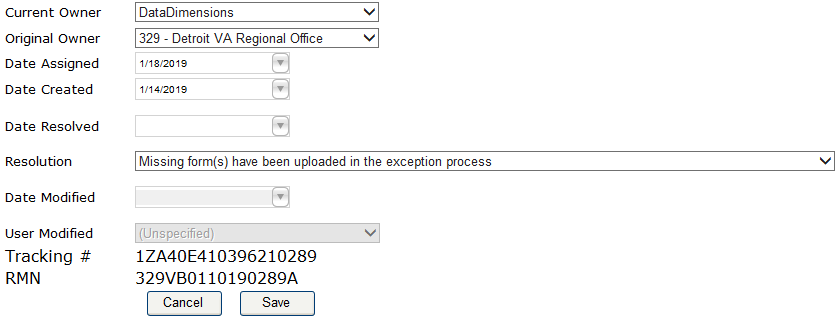 Current Owner DataDimensions
Original Owner 329 - Detroit VA Regional Office
Date Assigned 1/18/2019
Date Created 1/14/2019
Date Resolved
Resolution Missing form(s) have been uploaded in the exception process
Date Modified
User Modified (Unspecified)
Tracking # 1ZA40E410396210289
RMN 329VB0110190289A
Cancel Save